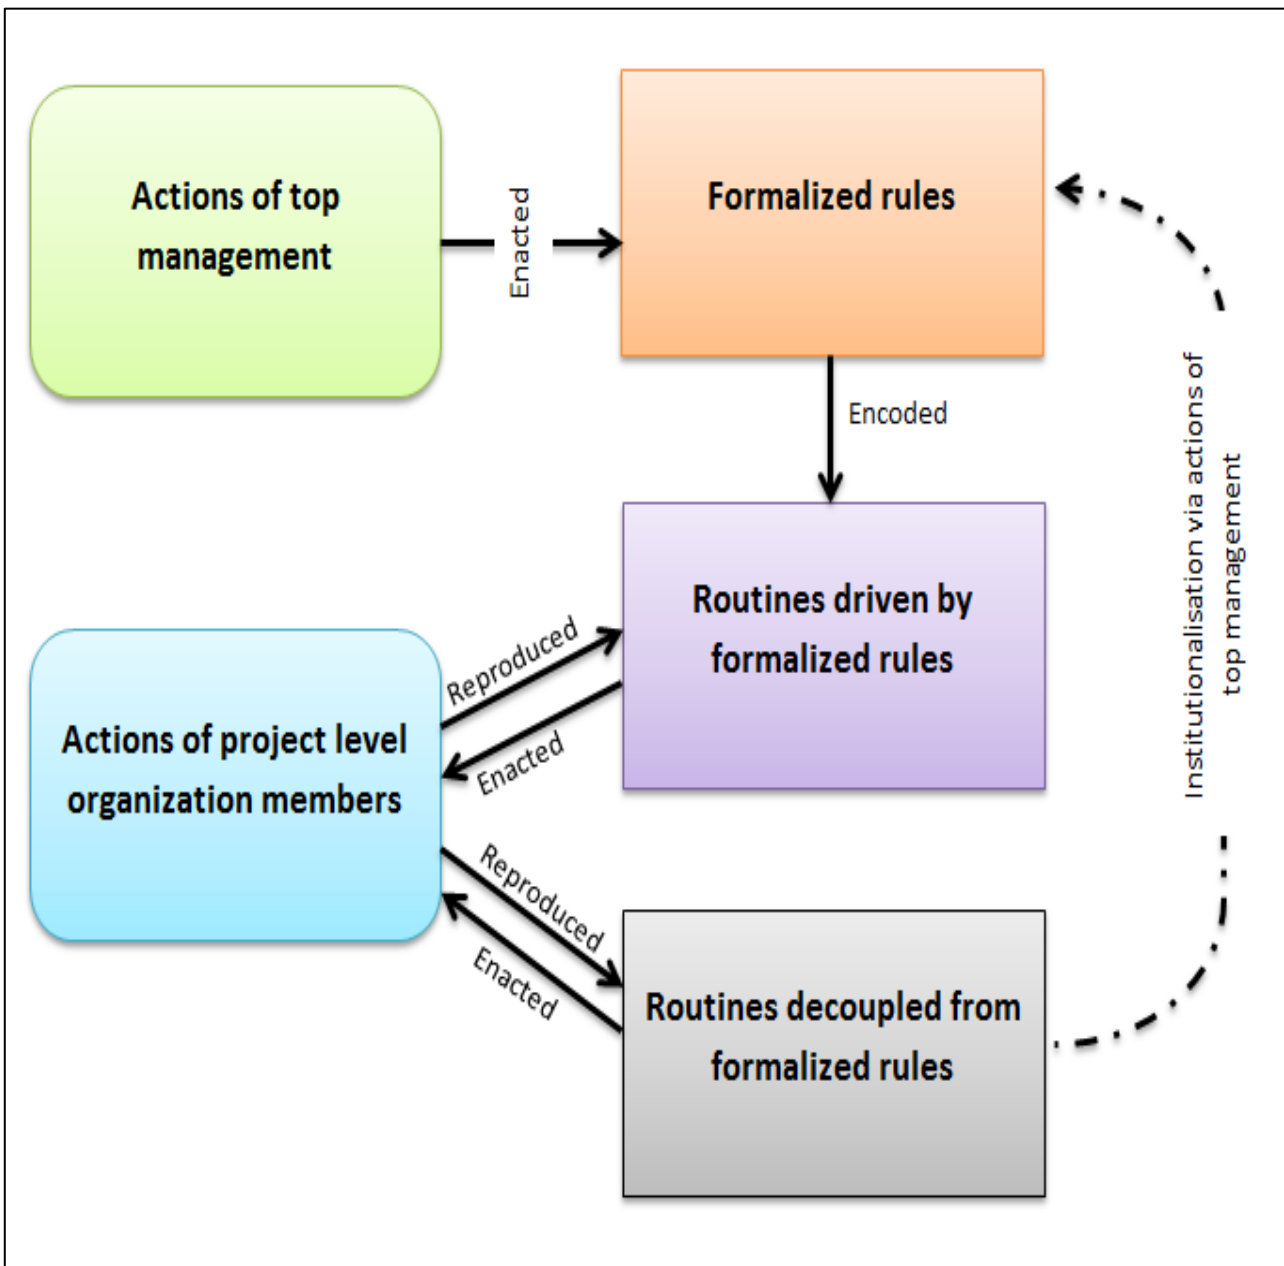 Actions of top
management
Enacted
Formalized rules
Encoded
Institutionalisation via actions of
top management
Routines driven by
formalized rules
Reproduced
Enacted
Actions of project level
organization members
Reproduced
Enacted
Routines decoupled from
formalized rules